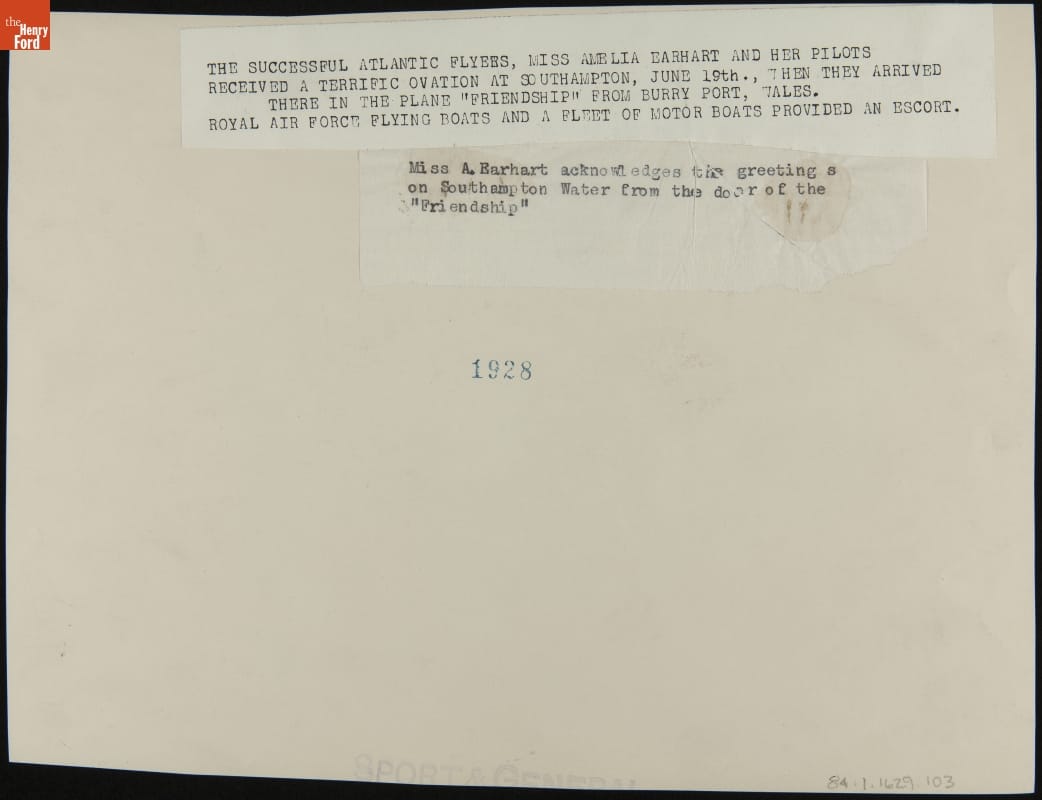 the
Henry
Ford
THE SUCCESSFUL ATLANTIC FLYERS, MISS AMELIA EARHART AND HER PILOTS
RECEIVED A TERRIFIC OVATION AT SOUTHAMPTON, JUNE 19th., WHEN THEY ARRIVED
THERE IN THE PLANE "FRIENDSHIP" FROM BURRY PORT, WALES.
ROYAL AIR FORCE FLYING BOATS AND A FLEET OF MOTOR BOATS PROVIDED AN ESCORT.
Miss A.Earhart acknowledges the greeting s
on Southampton Water from the door of the
"Friendship"
1928
SPORT & GENERAL
84.1.1629.103